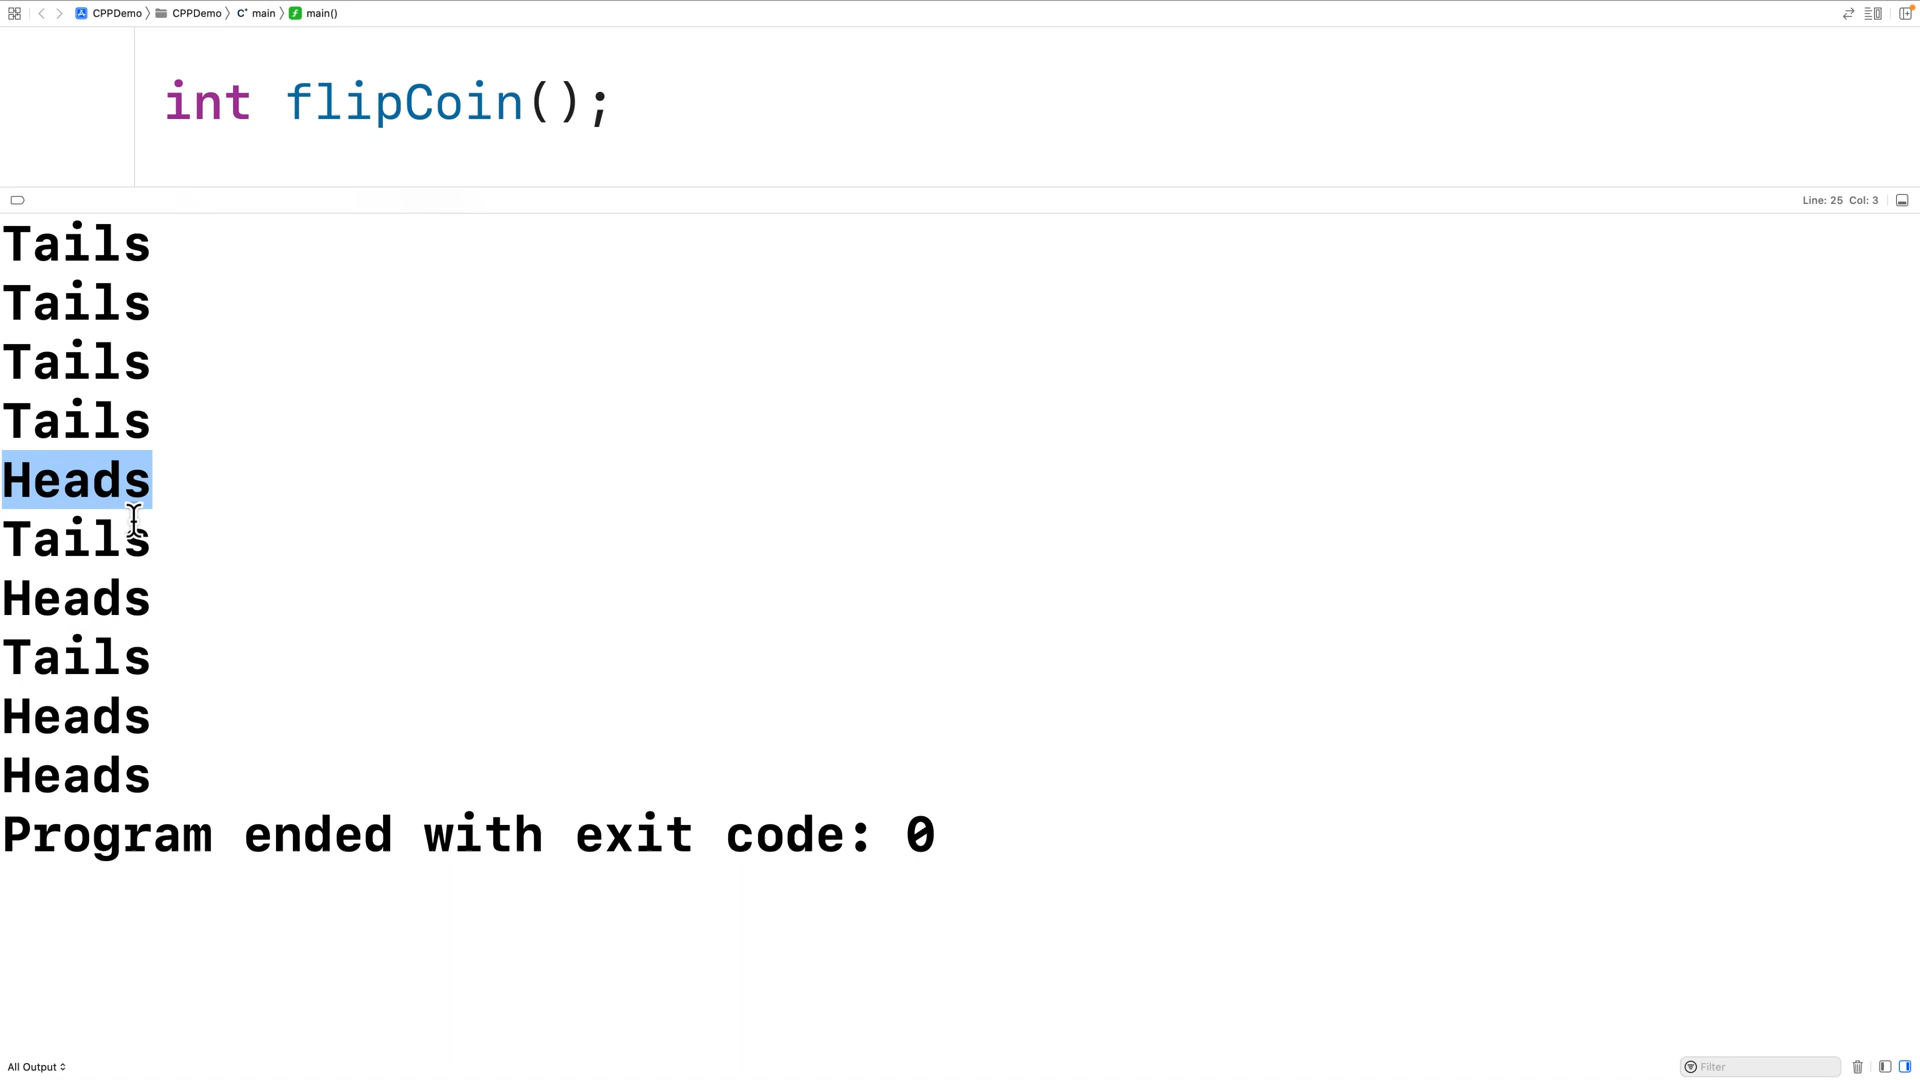 CPPDemo 〉 CPPDemo 〉 C+ main 〉 f main()
int flipCoin();
Line: 25 Col: 3
Tails
Tails
Tails
Tails
Heads
Tails
Heads
Tails
Heads
Heads
Program ended with exit code: 0
All Output
Filter